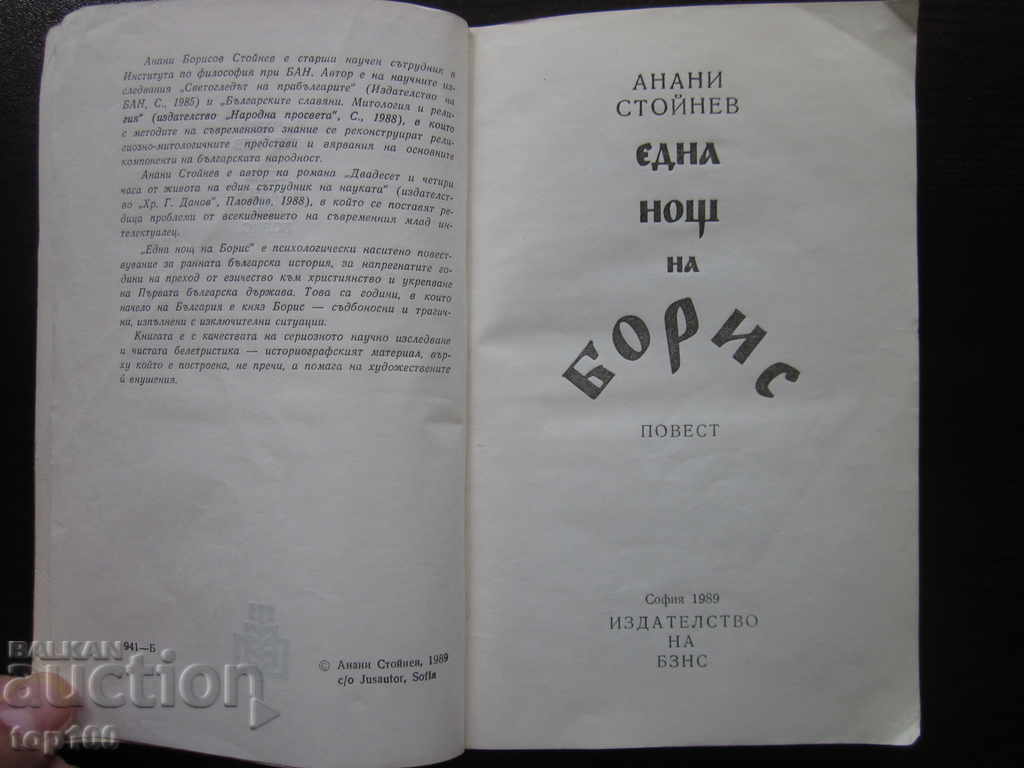 Анани Борисов Стойнев е старши научен сътрудник в
Института по философия при БАН. Автор е на научните из-
следвания „Светогледът на прабългарите" (Издателство на
БАН, С., 1985) и „Българските славяни. Митология и рели-
гия" (издателство „Народна просвета", С., 1988), в които
с методите на съвременното знание се реконструират рели-
гиозно-митологичните представи и вярвания на основните
компоненти на българската народност.
Анани Стойнев е автор на романа „Двадесет и четири
часа от живота на един сътрудник на науката" (издателст-
во „Хр. Г. Данов", Пловдив, 1988), в който се поставят ре-
дица проблеми от всекидневието на съвременния млад ин-
телектуалец.
„Една нощ на Борис" е психологически наситено повест-
вувание за ранната българска история, за напрегнатите го-
дини на преход от езичество към християнство и укрепване
на Първата българска държава. Това са години, в които
начело на България е княз Борис — съдбоносни и трагич-
ни, изпълнени с изключителни ситуации.
Книгата е с качествата на сериозното научно изследване
и чистата белетристика — историографският материал, вър-
ху който е построена, не пречи, а помага на художествените
ѝ внушения.
941—Б
© Анани Стойнев, 1989
c/o Jusautor, Sofia
АНАНИ
СТОЙНЕВ
ЕДНА
НОЩ
НА
БОРИС
ПОВЕСТ
София 1989
ИЗДАТЕЛСТВО
НА
БЗНС
BALKAN
auction
top100